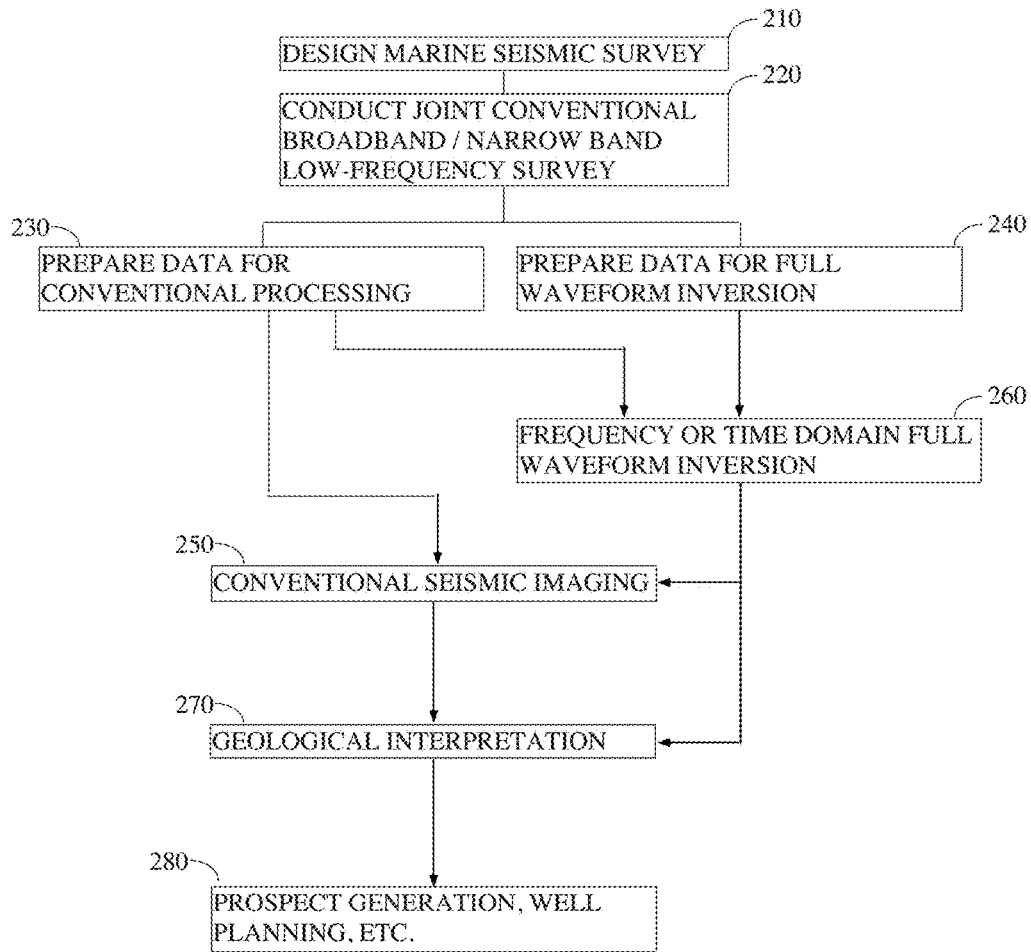 210
DESIGN MARINE SEISMIC SURVEY
220
CONDUCT JOINT CONVENTIONAL
BROADBAND / NARROW BAND
LOW-FREQUENCY SURVEY
230
PREPARE DATA FOR
CONVENTIONAL PROCESSING
240
PREPARE DATA FOR FULL
WAVEFORM INVERSION
260
FREQUENCY OR TIME DOMAIN FULL
WAVEFORM INVERSION
250
CONVENTIONAL SEISMIC IMAGING
270
GEOLOGICAL INTERPRETATION
280
PROSPECT GENERATION, WELL
PLANNING, ETC.